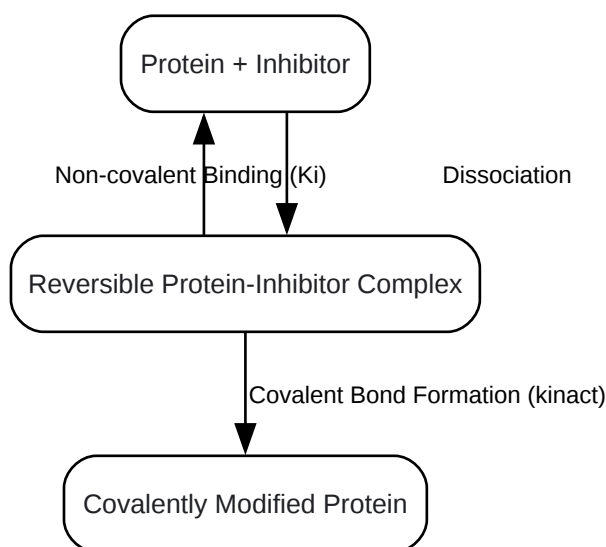 Protein + Inhibitor
Non-covalent Binding (Ki)
Dissociation
Reversible Protein-Inhibitor Complex
Covalent Bond Formation (kinact)
Covalently Modified Protein